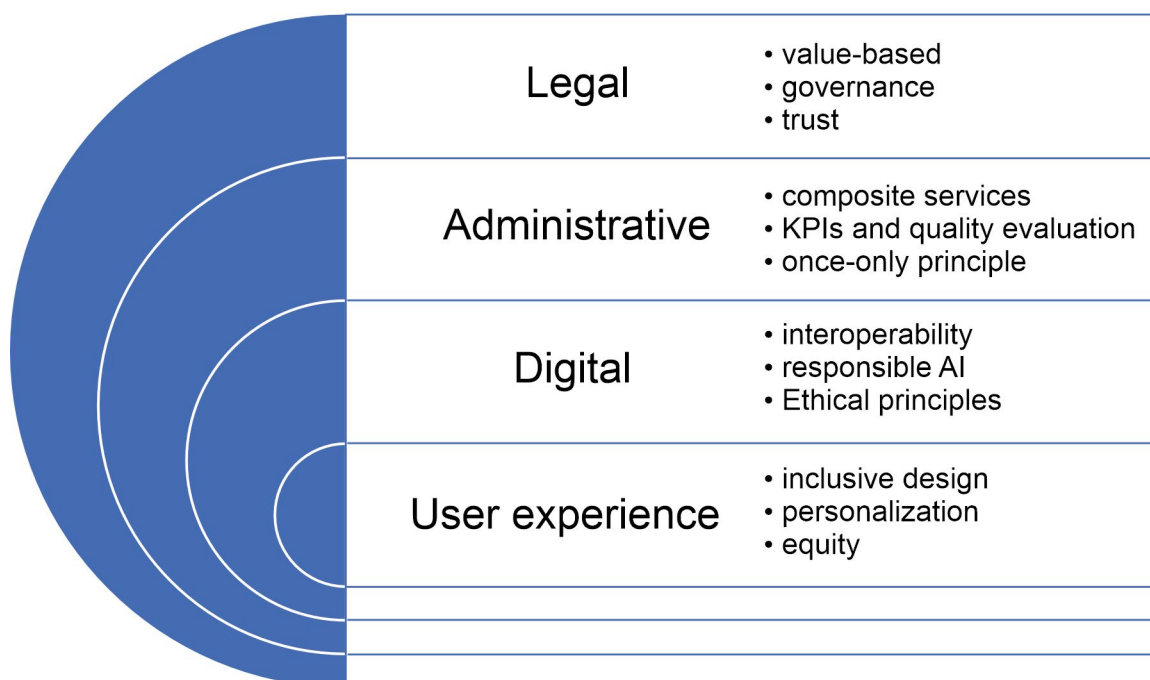 Legal
• value-based
• governance
• trust
Administrative
• composite services
• KPIs and quality evaluation
• once-only principle
Digital
• interoperability
• responsible AI
• Ethical principles
User experience
• inclusive design
• personalization
• equity